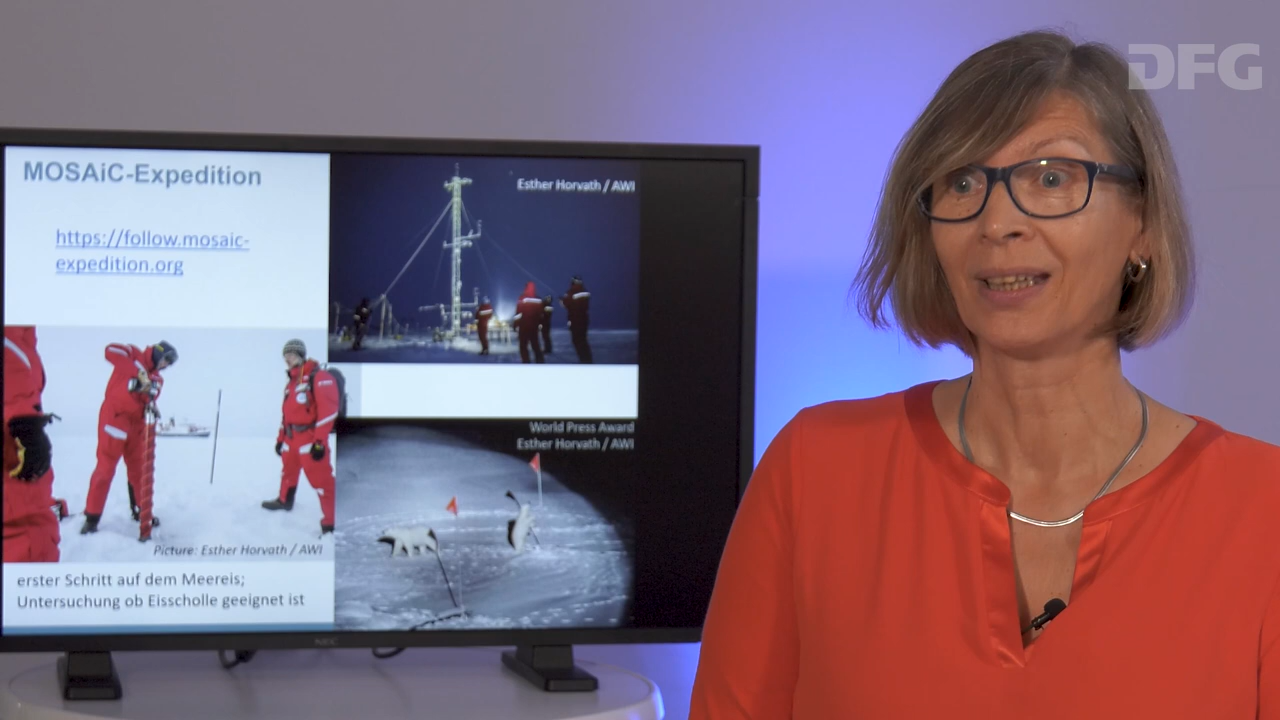 DFG
MOSAiC-Expedition
https://follow.mosaic-
expedition.org
Esther Horvath / AWI
World Press Award
Esther Horvath / AWI
Picture: Esther Horvath / AWI
erster Schritt auf dem Meereis;
Untersuchung ob Eisscholle geeignet ist
NEC